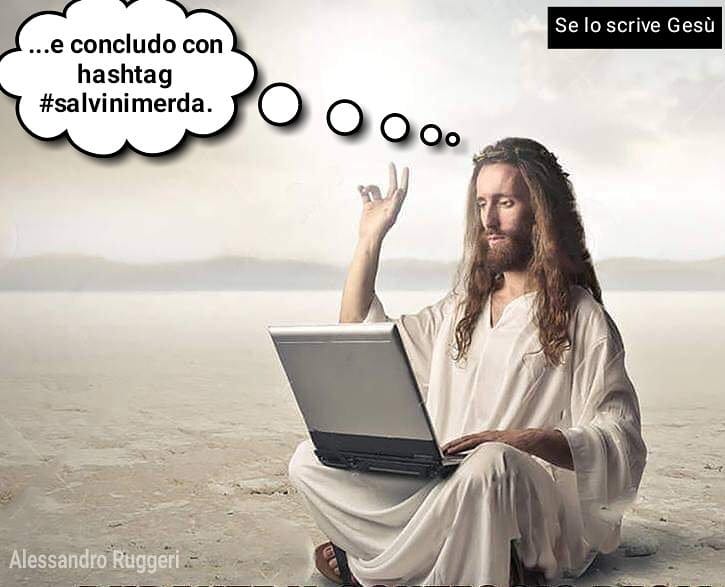 Se lo scrive Gesù
...e concludo con
hashtag
#salvinimerda.
Alessandro Ruggeri